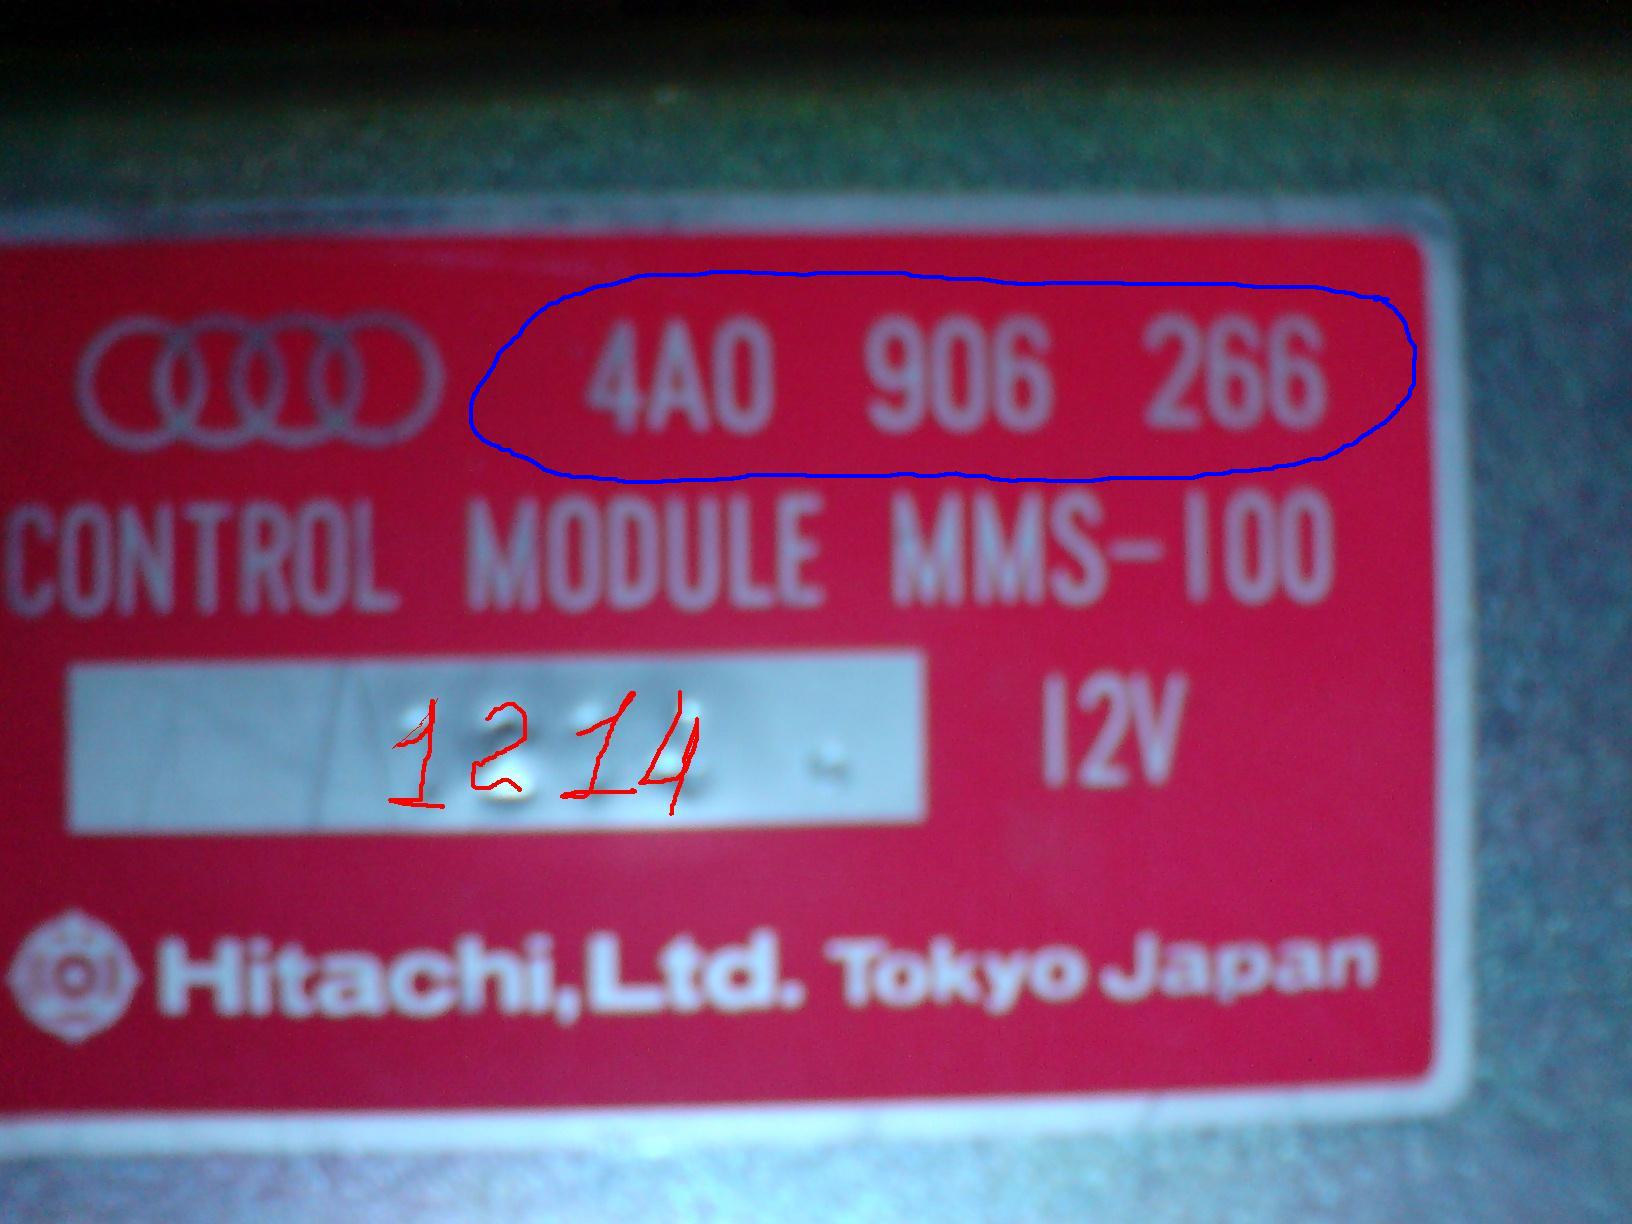 4A0 906 266
CONTROL MODULE MMS-100
1214 12V
Hitachi,Ltd. Tokyo Japan